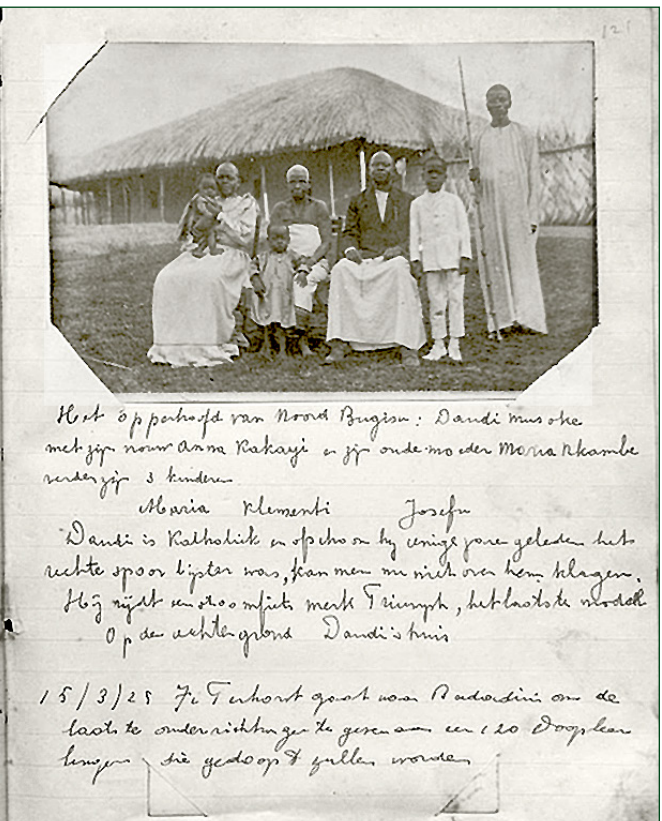 121
Het opperhoofd van Noord Bugisu: Dandi musoke
met zijn vrouw Anna Kakayi en zijn oude moeder Maria Nkambe
verder zijn 3 kinderen
Maria Klementi Josefu
Dandi is Katholiek en ofschoon hij eenige jaren geleden het
rechte spoor bijster was, kan men nu niet over hem klagen.
Hij rijdt een stoomfiets merk Triumph, het laatste model
Op de achtergrond Dandi's huis
15/3/25 Fr Terhorst gaat naar om de
laatste onderrichtingen te geven aan een 120 Doopleer
lingen die gedoopt zullen worden